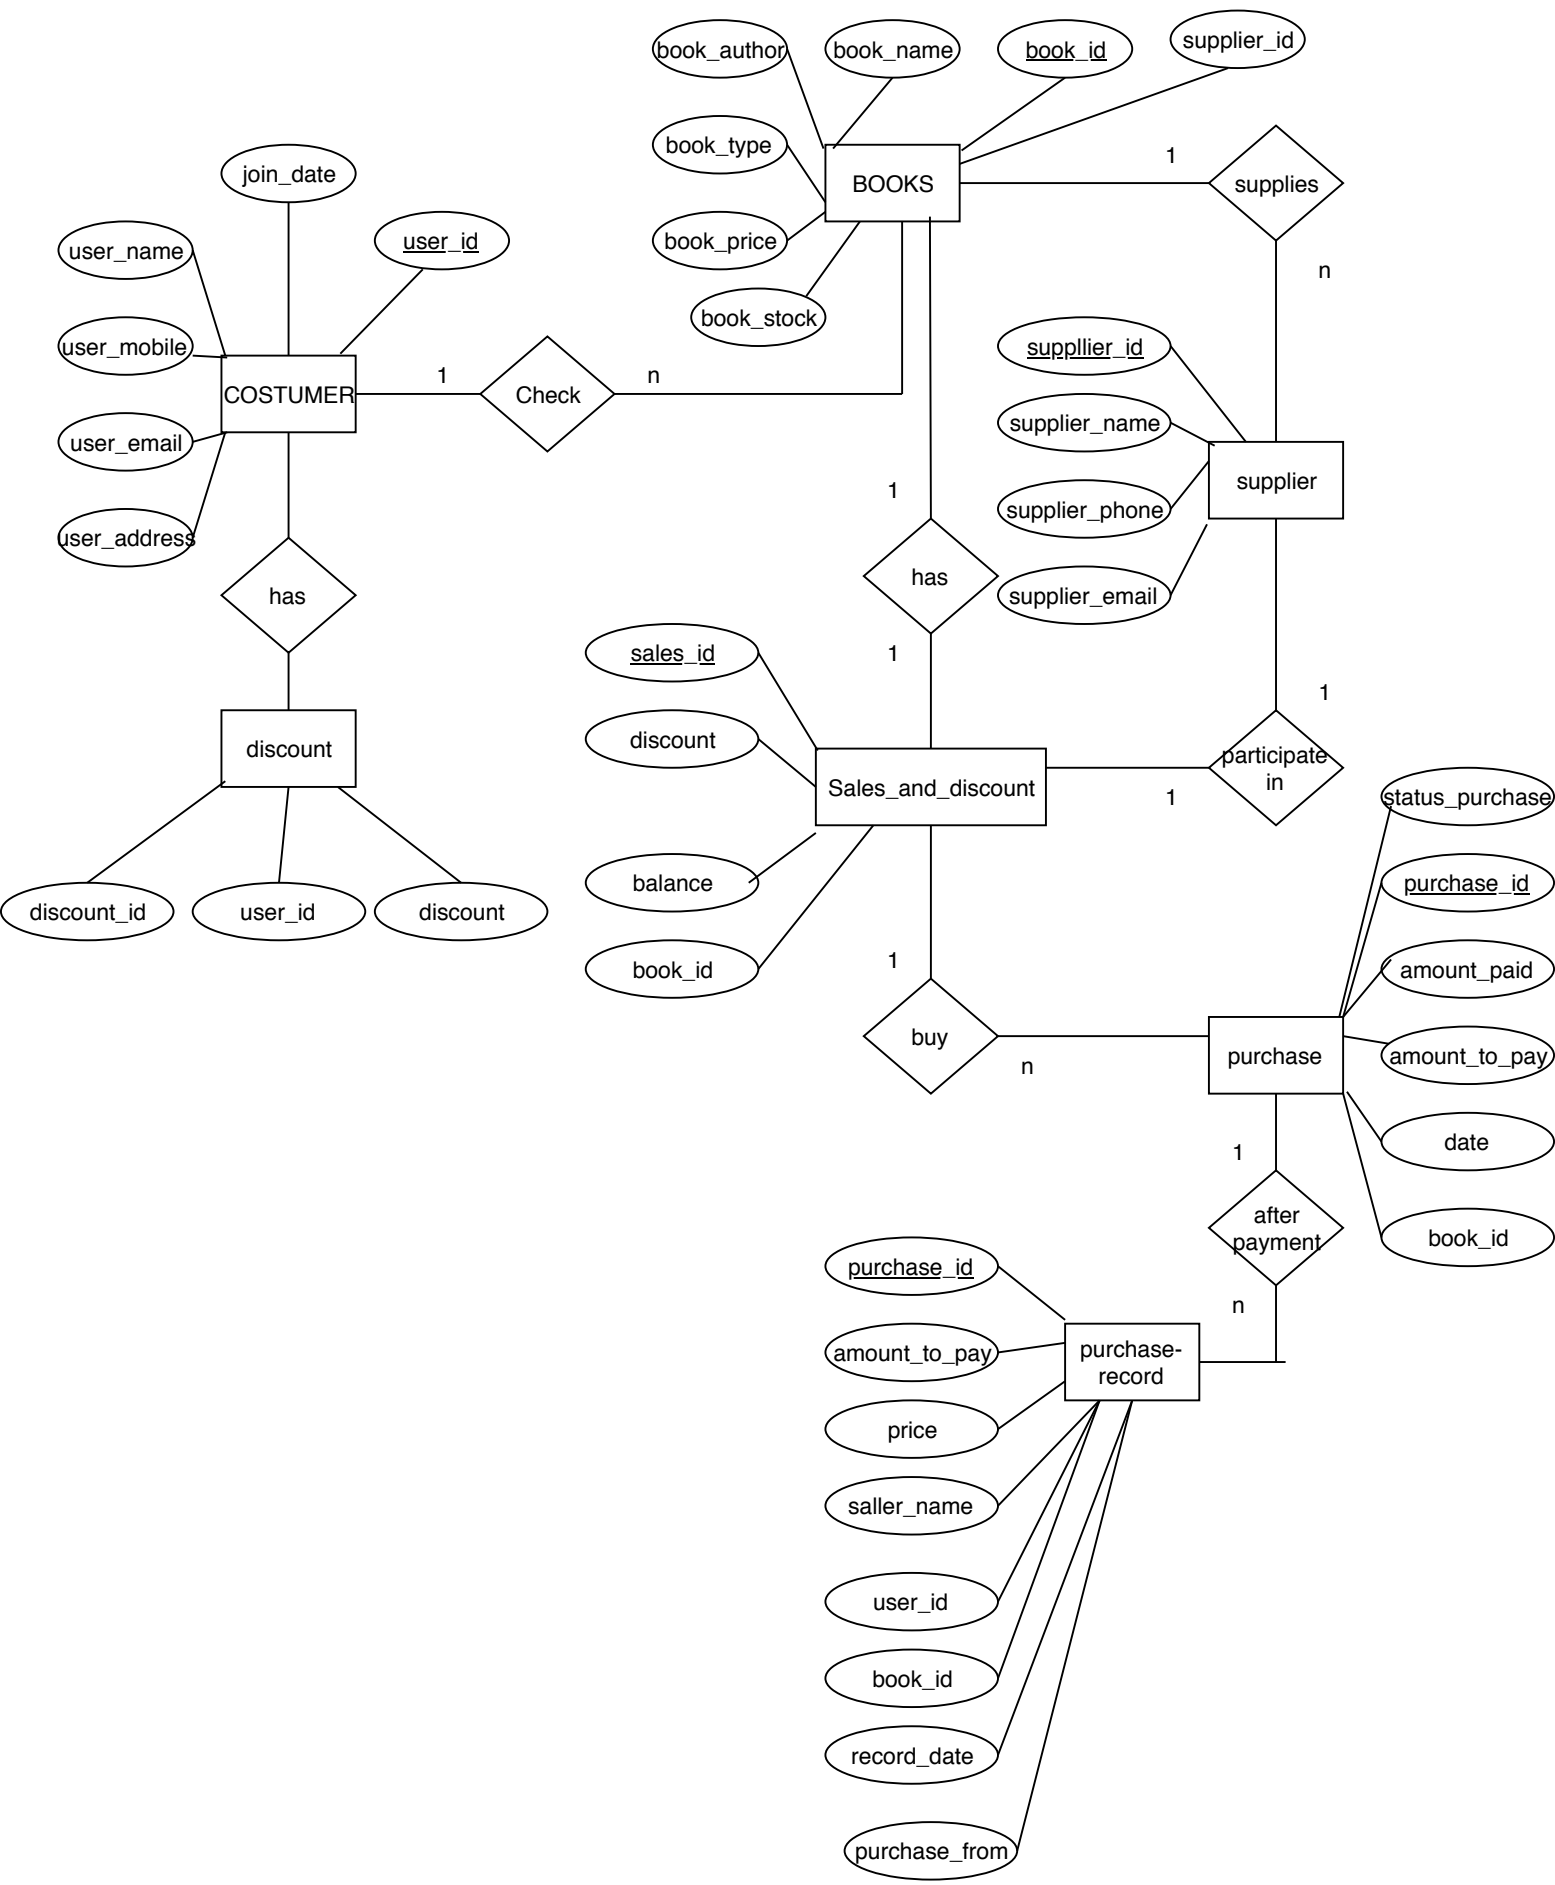 supplier_id
book_author
book_name
book_id
book_type
BOOKS
1
supplies
join_date
user_name
user_id
book_price
n
book_stock
user_mobile
suppllier_id
COSTUMER
1
Check
n
supplier_name
user_email
supplier_phone
supplier
1
user_address
has
has
supplier_email
sales_id
1
1
discount
discount
participate
in
Sales_and_discount
1
status_purchase
balance
purchase_id
discount_id
user_id
discount
book_id
1
amount_paid
buy
n
purchase
amount_to_pay
1
date
after
payment
book_id
purchase_id
n
amount_to_pay
purchase-
record
price
saller_name
user_id
book_id
record_date
purchase_from